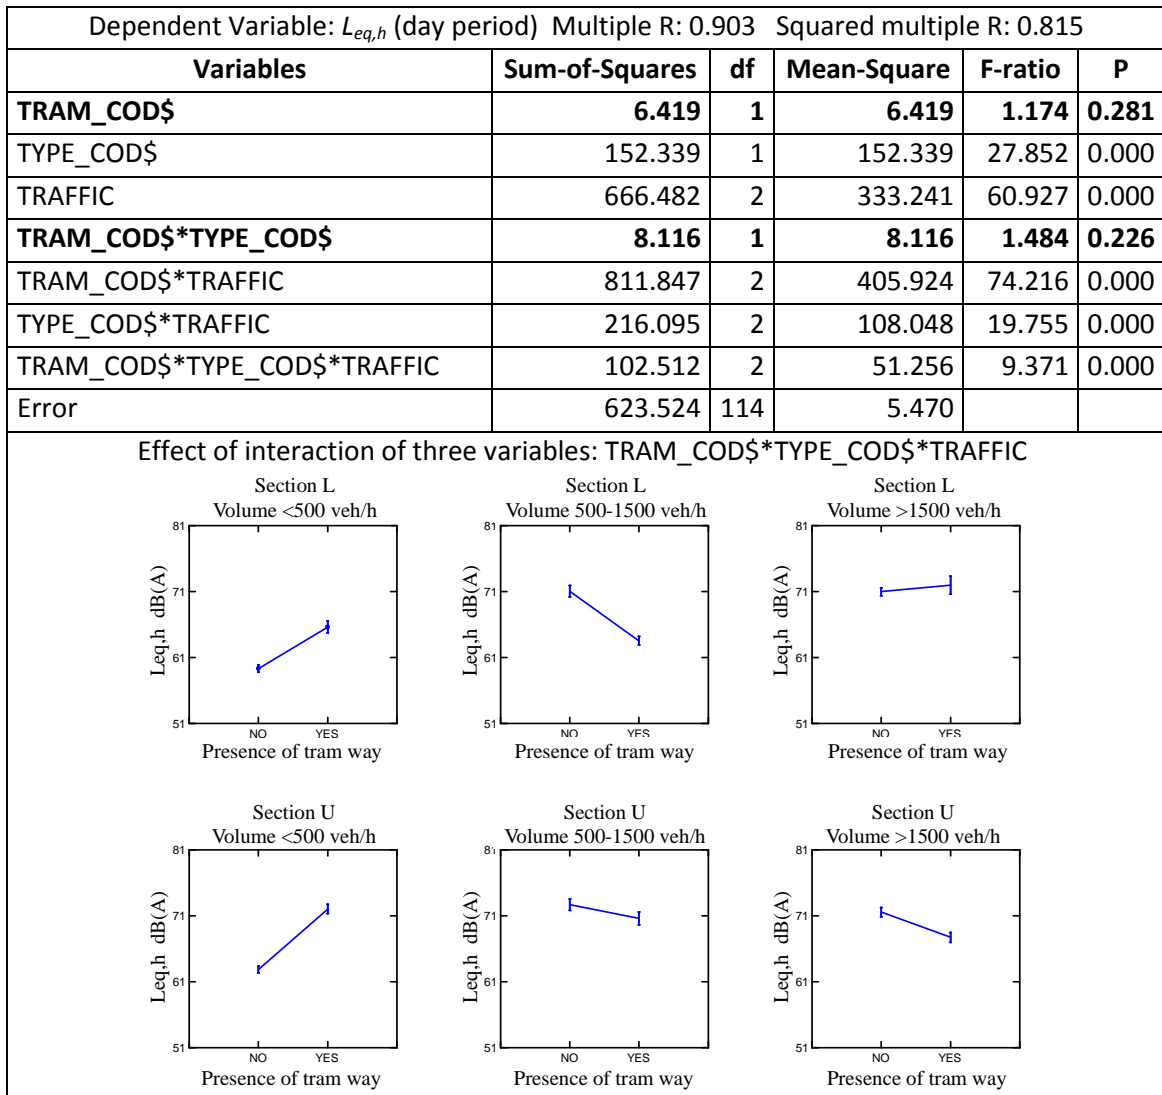 Dependent Variable: Leq,h (day period) Multiple R: 0.903 Squared multiple R: 0.815
Variables Sum-of-Squares df Mean-Square F-ratio P
TRAM_COD$ 6.419 1 6.419 1.174 0.281
TYPE_COD$ 152.339 1 152.339 27.852 0.000
TRAFFIC 666.482 2 333.241 60.927 0.000
TRAM_COD$*TYPE_COD$ 8.116 1 8.116 1.484 0.226
TRAM_COD$*TRAFFIC 811.847 2 405.924 74.216 0.000
TYPE_COD$*TRAFFIC 216.095 2 108.048 19.755 0.000
TRAM_COD$*TYPE_COD$*TRAFFIC 102.512 2 51.256 9.371 0.000
Error 623.524 114 5.470
Effect of interaction of three variables: TRAM_COD$*TYPE_COD$*TRAFFIC
Section L
Volume <500 veh/h
81
71
61
51
Leq,h dB(A)
NO YES
Presence of tram way
Section L
Volume 500-1500 veh/h
81
71
61
51
Leq,h dB(A)
NO YES
Presence of tram way
Section L
Volume >1500 veh/h
81
71
61
51
Leq,h dB(A)
NO YES
Presence of tram way
Section U
Volume <500 veh/h
81
71
61
51
Leq,h dB(A)
NO YES
Presence of tram way
Section U
Volume 500-1500 veh/h
81
71
61
51
Leq,h dB(A)
NO YES
Presence of tram way
Section U
Volume >1500 veh/h
81
71
61
51
Leq,h dB(A)
NO YES
Presence of tram way